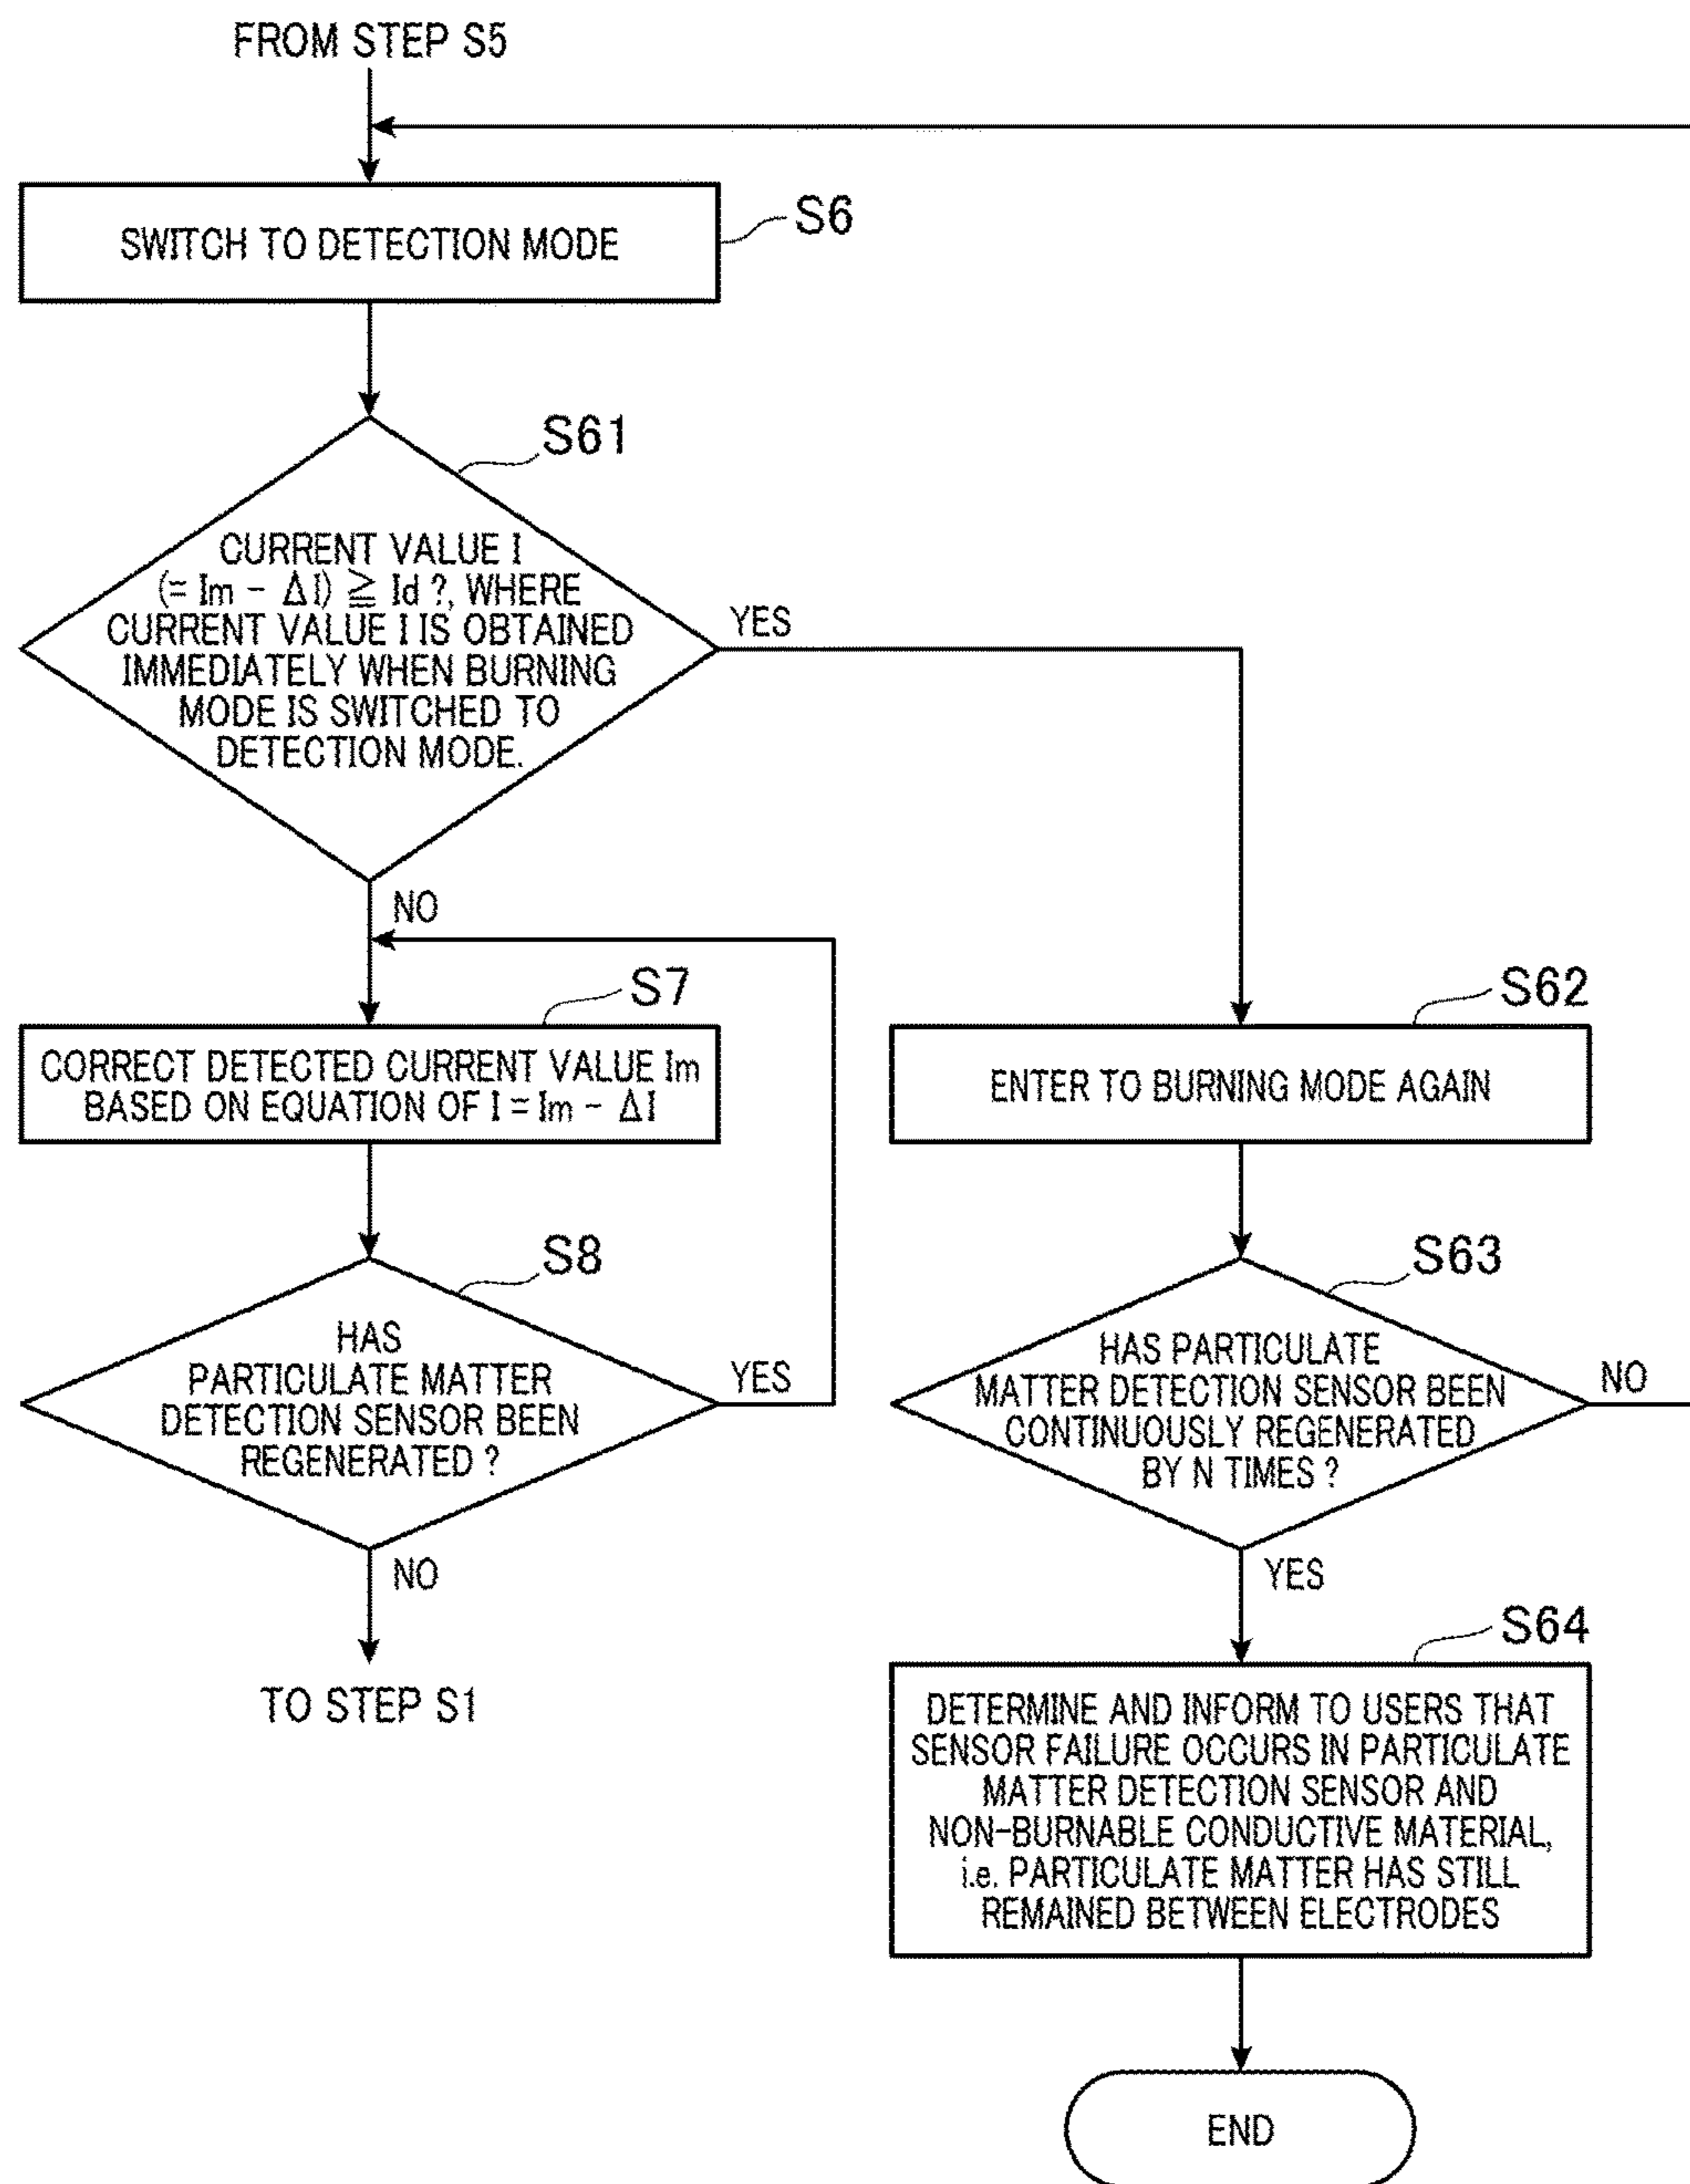 FROM STEP S5
SWITCH TO DETECTION MODE
S6
S61
CURRENT VALUE I
(= Im - ΔI) ≧ Id ?, WHERE
CURRENT VALUE I IS OBTAINED
IMMEDIATELY WHEN BURNING
MODE IS SWITCHED TO
DETECTION MODE.
YES
NO
S7
CORRECT DETECTED CURRENT VALUE Im
BASED ON EQUATION OF I = Im - ΔI
S62
ENTER TO BURNING MODE AGAIN
S8
HAS
PARTICULATE MATTER
DETECTION SENSOR BEEN
REGENERATED ?
YES
NO
TO STEP S1
S63
HAS PARTICULATE
MATTER DETECTION SENSOR BEEN
CONTINUOUSLY REGENERATED
BY N TIMES ?
NO
YES
S64
DETERMINE AND INFORM TO USERS THAT
SENSOR FAILURE OCCURS IN PARTICULATE
MATTER DETECTION SENSOR AND
NON-BURNABLE CONDUCTIVE MATERIAL,
i.e. PARTICULATE MATTER HAS STILL
REMAINED BETWEEN ELECTRODES
END